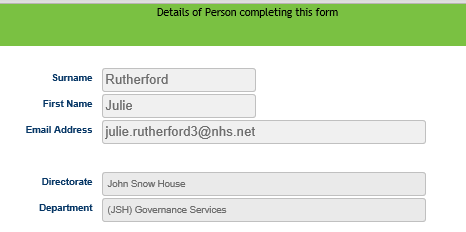 Details of Person completing this form
Surname Rutherford
First Name Julie
Email Address julie.rutherford3@nhs.net
Directorate John Snow House
Department (JSH) Governance Services